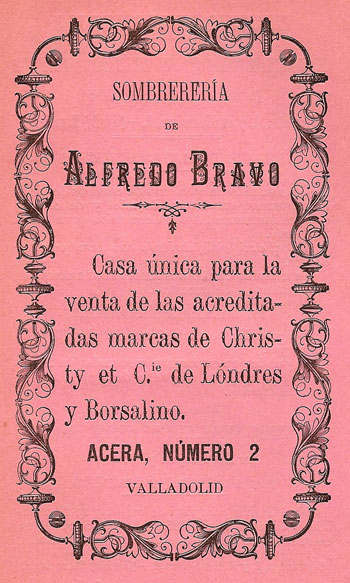 SOMBRERERÍA
DE
ALFREDO BRAVO
Casa única para la
venta de las acredita-
das marcas de Chris-
ty et C.ie de Lóndres
y Borsalino.
ACERA, NÚMERO 2
VALLADOLID